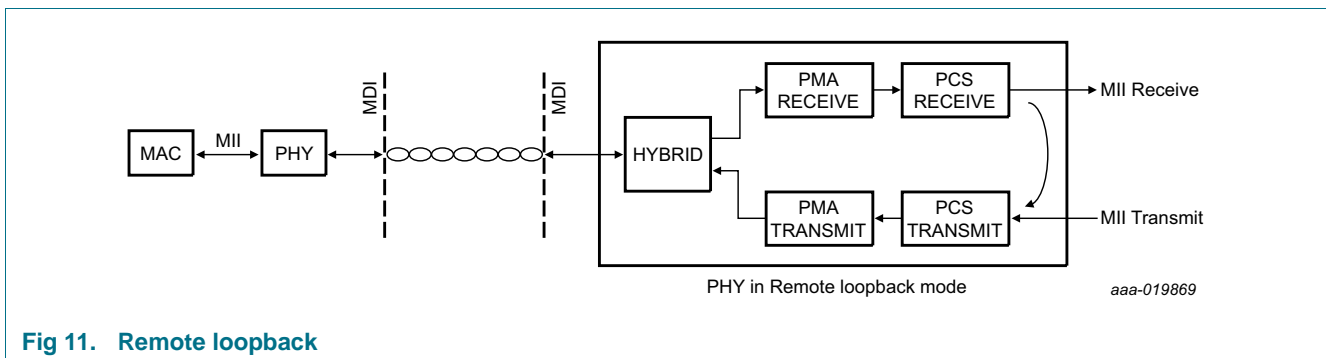 MAC
MII
PHY
MDI
MDI
HYBRID
PMA
RECEIVE
PCS
RECEIVE
MII Receive
PMA
TRANSMIT
PCS
TRANSMIT
MII Transmit
PHY in Remote loopback mode
aaa-019869
Fig 11. Remote loopback